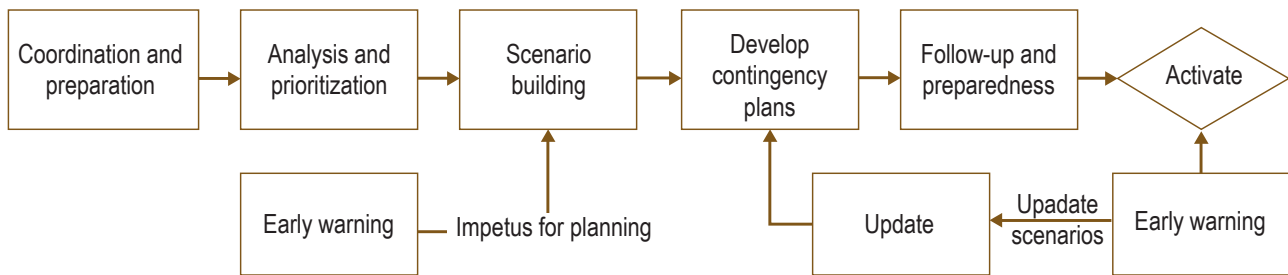 Coordination and
preparation
Analysis and
prioritization
Scenario
building
Develop
contingency
plans
Follow-up and
preparedness
Activate
Early warning
Impetus for planning
Update
Upadate
scenarios
Early warning